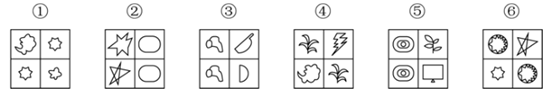 ① ② ③ ④ ⑤ ⑥